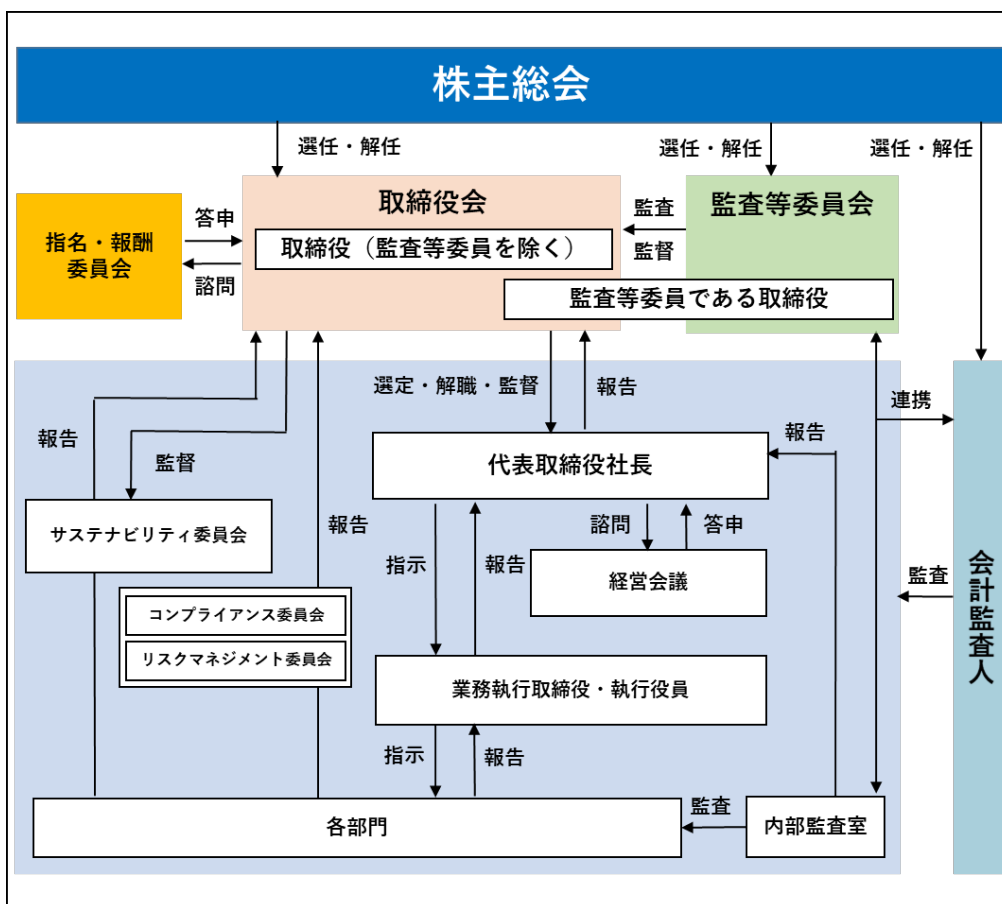 株主総会
選任・解任
選任・解任
選任・解任
取締役会
監査等委員会
指名・報酬
委員会
答申
諮問
取締役（監査等委員を除く）
監査
監督
監査等委員である取締役
選定・解職・監督
報告
連携
報告
監督
報告
代表取締役社長
サステナビリティ委員会
報告
諮問
答申
指示
報告
経営会議
監査
会計監査人
コンプライアンス委員会
リスクマネジメント委員会
業務執行取締役・執行役員
指示
報告
各部門
監査
内部監査室